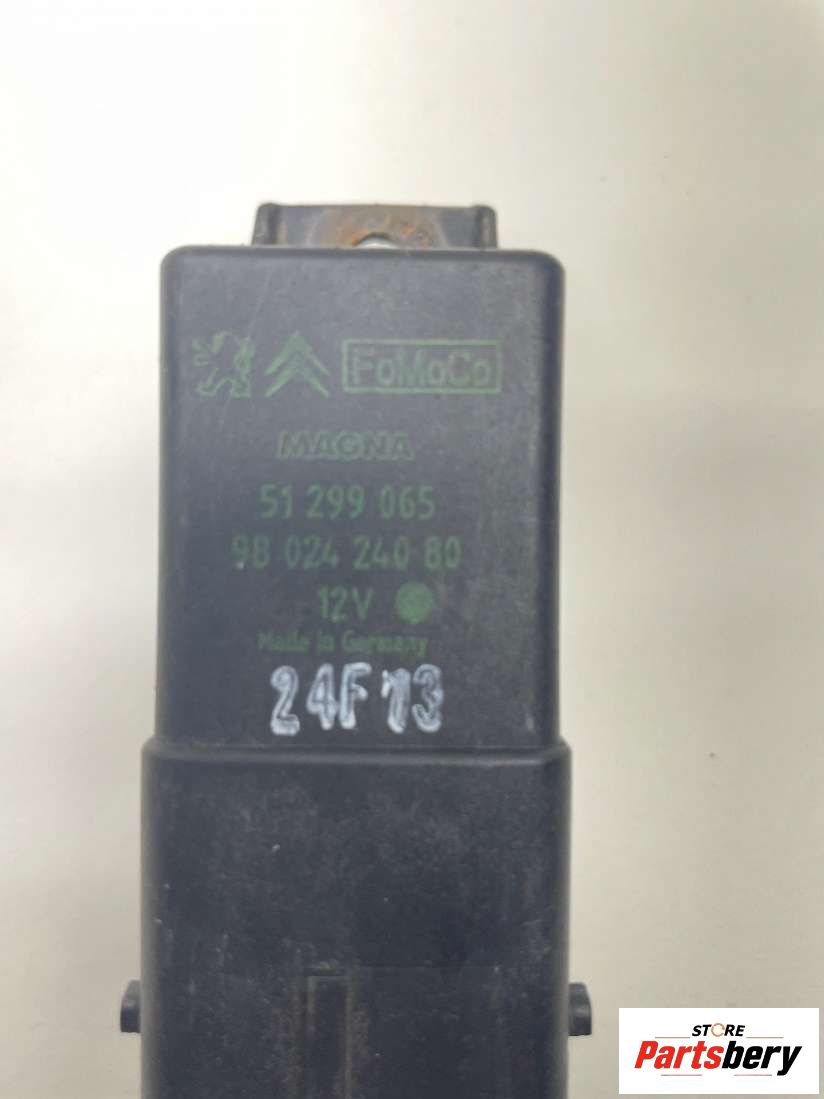 FoMoCo
MAGNA
51 299 065
98 024 240 80
12V
Made in Germany
24F13
STORE
Partsbery